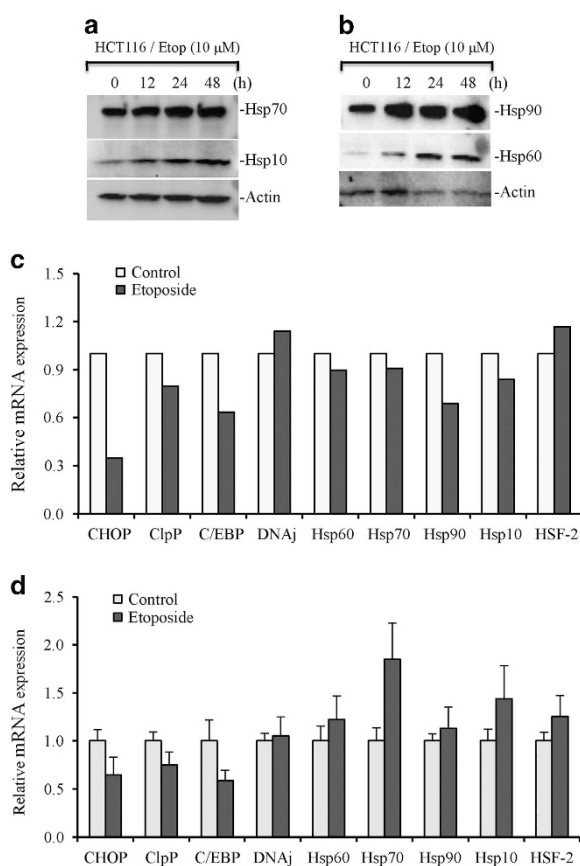 a
HCT116 / Etop (10 μM)
0 12 24 48 (h)
-Hsp70
-Hsp10
-Actin
b
HCT116 / Etop (10 μM)
0 12 24 48 (h)
-Hsp90
-Hsp60
-Actin
c
Control
Etoposide
Relative mRNA expression
1.5
1.2
0.9
0.6
0.3
0.0
CHOP ClpP C/EBP DNAj Hsp60 Hsp70 Hsp90 Hsp10 HSF-2
d
Control
Etoposide
Relative mRNA expression
2.5
2.0
1.5
1.0
0.5
0.0
CHOP ClpP C/EBP DNAj Hsp60 Hsp70 Hsp90 Hsp10 HSF-2